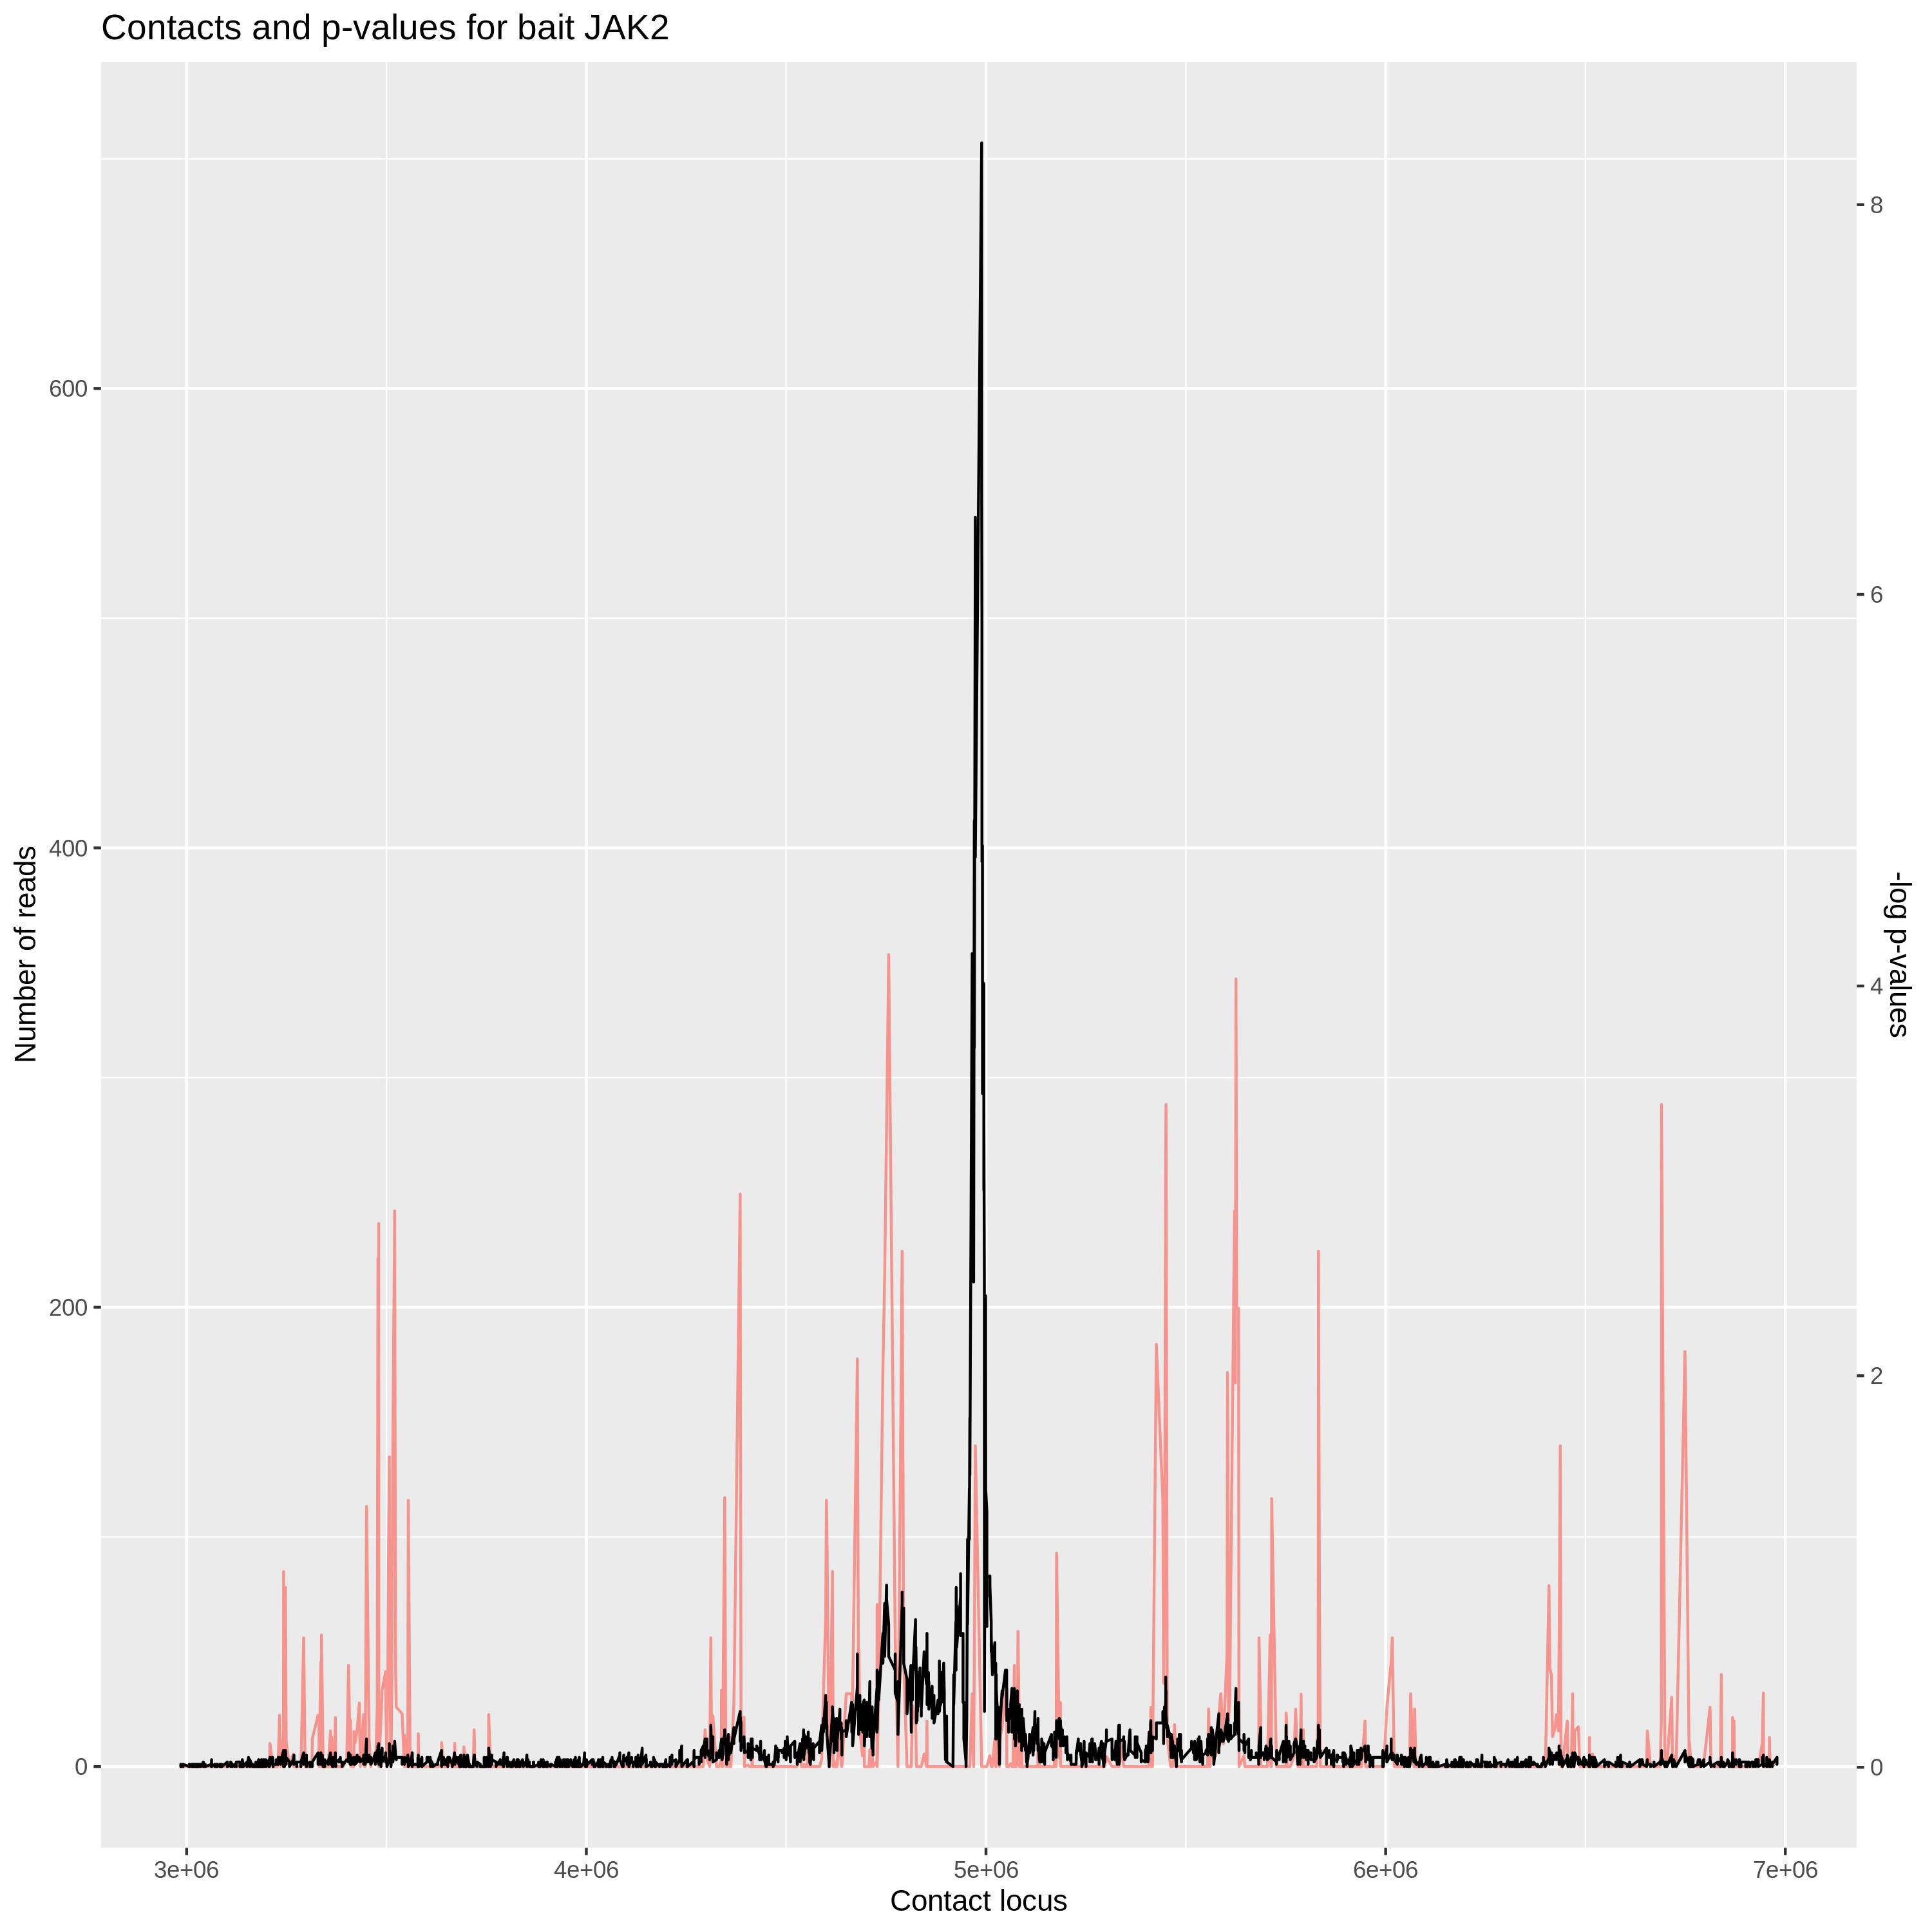 Contacts and p-values for bait JAK2
8
600
6
400
Number of reads
-log p-values
4
200
2
0
0
3e+06 4e+06 5e+06 6e+06 7e+06
Contact locus